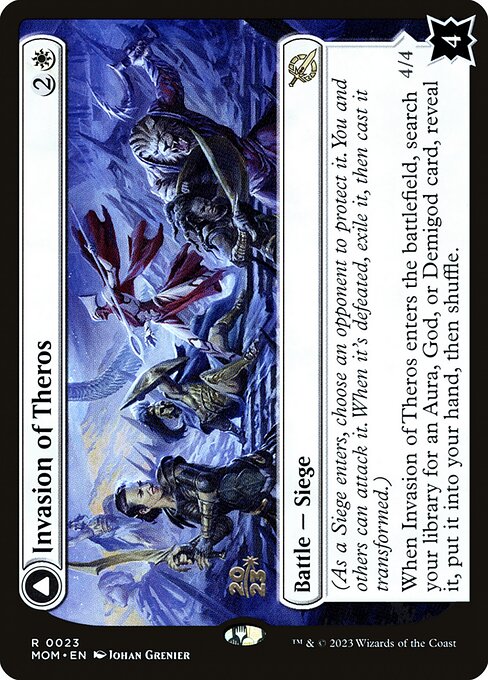 Invasion of Theros
2
Battle — Siege
(As a Siege enters, choose an opponent to protect it. You and
others can attack it. When it's defeated, exile it, then cast it
transformed.)
When Invasion of Theros enters the battlefield, search
your library for an Aura, God, or Demigod card, reveal
it, put it into your hand, then shuffle.
4/4
4
2023
R 0023
MOM • EN JOHAN GRENIER
™ & © 2023 Wizards of the Coast